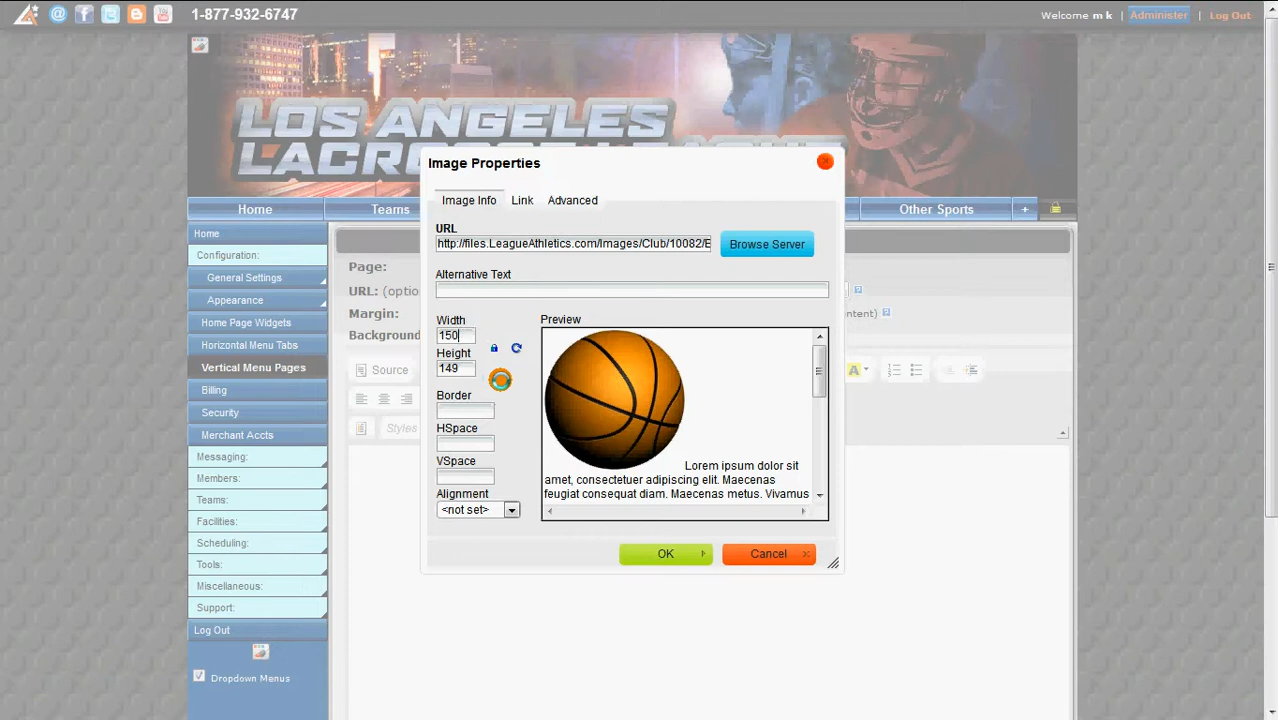 1-877-932-6747
Welcome m k | Administer | Log Out
LOS ANGELES
LACROSSE LEAGUE
Home
Teams
Other Sports
+
Home
Configuration:
General Settings
Appearance
Home Page Widgets
Horizontal Menu Tabs
Vertical Menu Pages
Billing
Security
Merchant Accts
Messaging:
Members:
Teams:
Facilities:
Scheduling:
Tools:
Miscellaneous:
Support:
Log Out
Dropdown Menus
Page:
URL: (optio
Margin:
Background
ntent)
Source
Styles
Image Properties
Image Info
Link
Advanced
URL
http://files.LeagueAthletics.com/Images/Club/10082/E
Browse Server
Alternative Text
Width
150
Height
149
Border
HSpace
VSpace
Alignment
<not set>
Preview
Lorem ipsum dolor sit
amet, consectetuer adipiscing elit. Maecenas
feugiat consequat diam. Maecenas metus. Vivamus
OK
Cancel